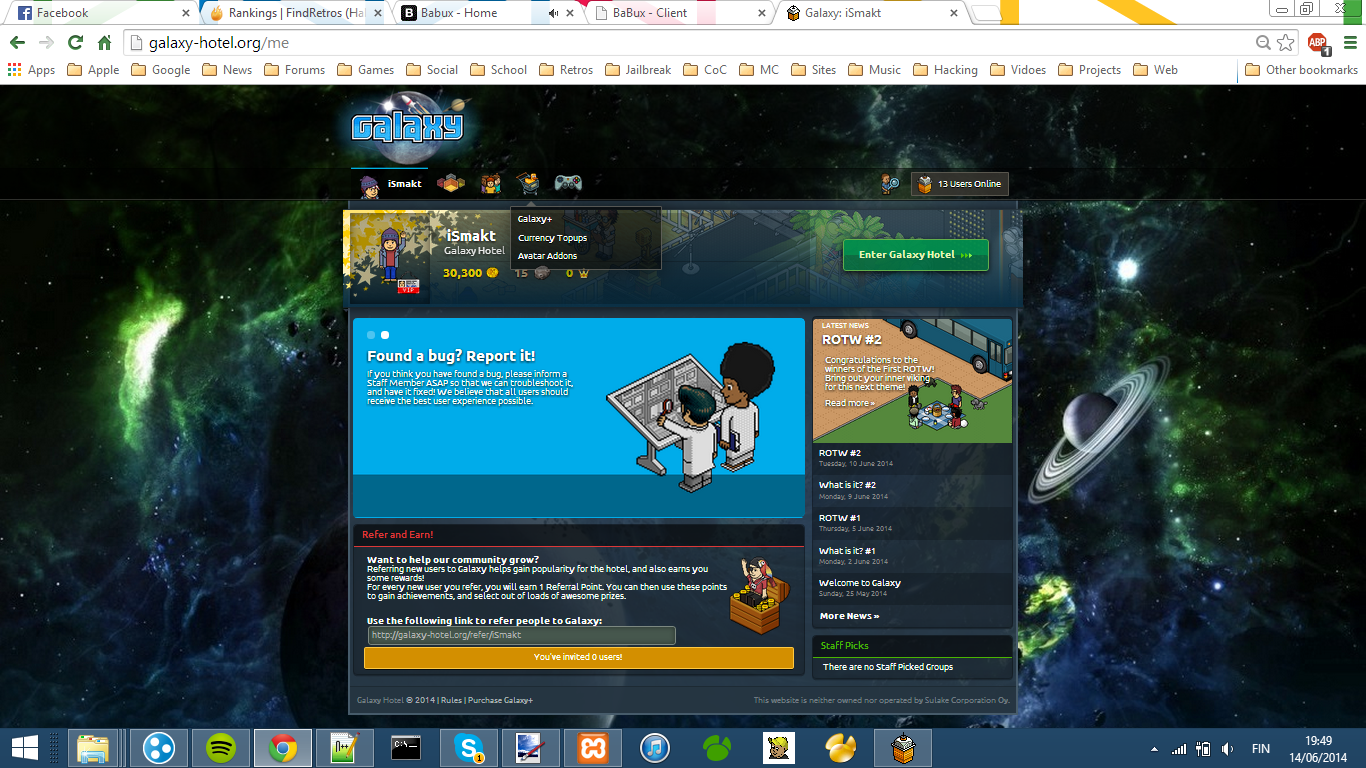 Facebook
Rankings | FindRetros (Ha
Babux - Home
BaBux - Client
Galaxy: iSmakt
galaxy-hotel.org/me
ABP
1
Apps
Apple
Google
News
Forums
Games
Social
School
Retros
Jailbreak
CoC
MC
Sites
Music
Hacking
Vidoes
Projects
Web
Other bookmarks
Galaxy
iSmakt
13 Users Online
iSmakt
Galaxy Hotel
30,300
15
0
VIP
Galaxy+
Currency Topups
Avatar Addons
Enter Galaxy Hotel
Found a bug? Report it!
If you think you have found a bug, please inform a
Staff Member ASAP so that we can troubleshoot it,
and have it fixed! We believe that all users should
receive the best user experience possible.
LATEST NEWS
ROTW #2
Congratulations to the
winners of the First ROTW!
Bring out your inner viking
for this next theme!
Read more »
ROTW #2
Tuesday, 10 June 2014
What is it? #2
Monday, 9 June 2014
ROTW #1
Thursday, 5 June 2014
What is it? #1
Monday, 2 June 2014
Welcome to Galaxy
Sunday, 25 May 2014
More News »
Refer and Earn!
Want to help our community grow?
Referring new users to Galaxy helps gain popularity for the hotel, and also earns you
some rewards!
For every new user you refer, you will earn 1 Referral Point. You can then use these points
to gain achievements, and select out of loads of awesome prizes.
Use the following link to refer people to Galaxy:
http://galaxy-hotel.org/refer/iSmakt
You've invited 0 users!
Staff Picks
There are no Staff Picked Groups
Galaxy Hotel © 2014 | Rules | Purchase Galaxy+
This website is neither owned nor operated by Sulake Corporation Oy.
FIN
19:49
14/06/2014